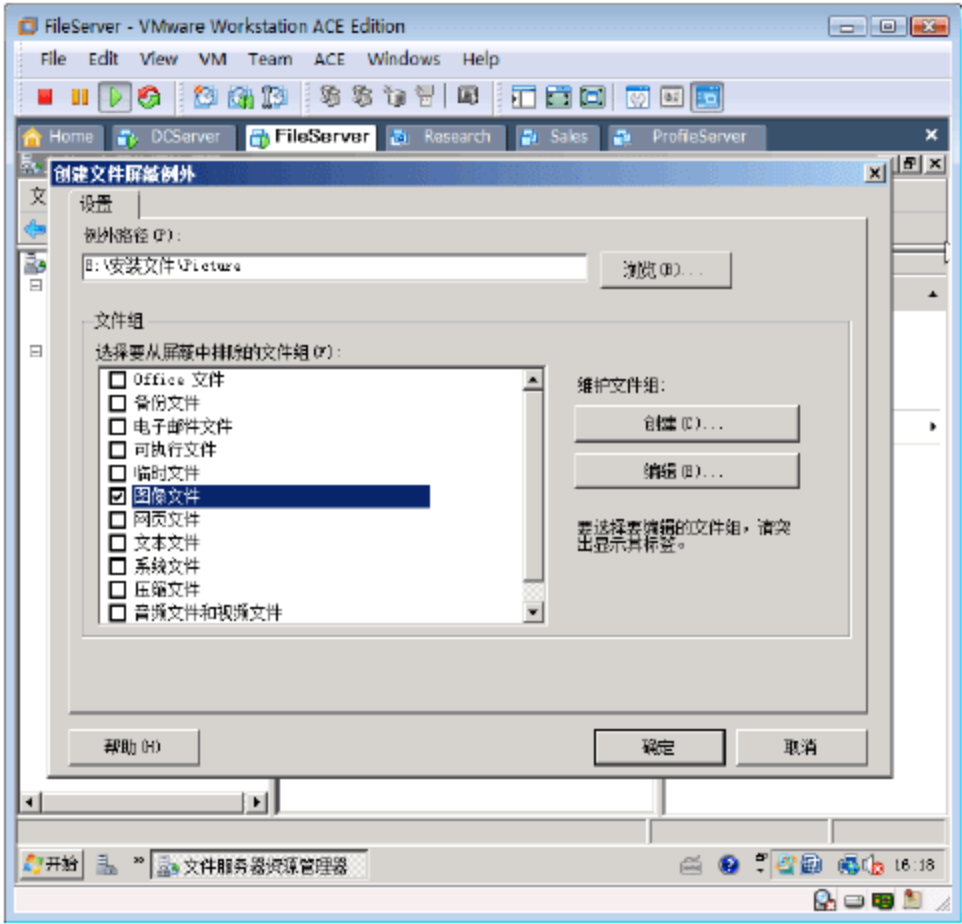 FileServer - VMware Workstation ACE Edition
File Edit View VM Team ACE Windows Help
Home DCServer FileServer Research Sales ProfileServer
创建文件屏蔽例外
文
设置
例外路径(P):
E:\安装文件\Picture
浏览(B)...
文件组
选择要从屏蔽中排除的文件组(F):
Office 文件
备份文件
电子邮件文件
可执行文件
临时文件
图像文件
网页文件
文本文件
系统文件
压缩文件
音频文件和视频文件
维护文件组:
创建(C)...
编辑(E)...
要选择要编辑的文件组，请突
出显示其标签。
帮助(H)
确定
取消
开始
文件服务器资源管理器
16:18